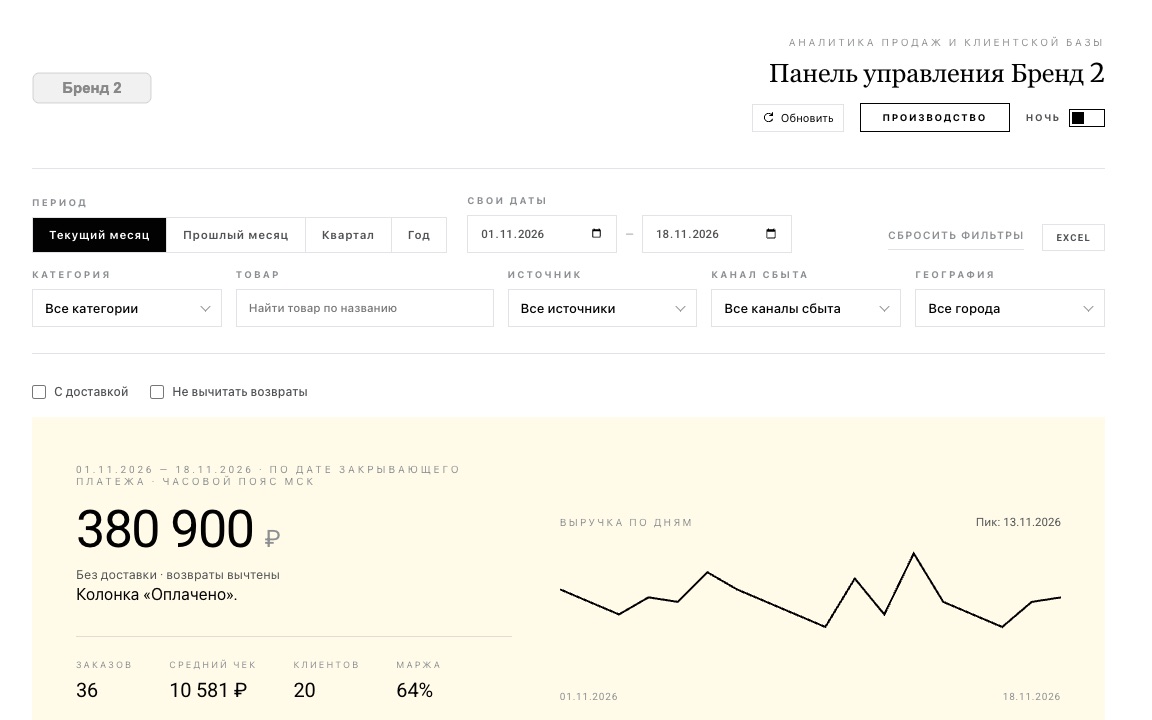 АНАЛИТИКА ПРОДАЖ И КЛИЕНТСКОЙ БАЗЫ
Бренд 2
Панель управления Бренд 2
Обновить
ПРОИЗВОДСТВО
НОЧЬ
ПЕРИОД
СВОИ ДАТЫ
Текущий месяц
Прошлый месяц
Квартал
Год
01.11.2026 – 18.11.2026
СБРОСИТЬ ФИЛЬТРЫ
EXCEL
КАТЕГОРИЯ
ТОВАР
ИСТОЧНИК
КАНАЛ СБЫТА
ГЕОГРАФИЯ
Все категории
Найти товар по названию
Все источники
Все каналы сбыта
Все города
С доставкой
Не вычитать возвраты
01.11.2026 — 18.11.2026 · ПО ДАТЕ ЗАКРЫВАЮЩЕГО
ПЛАТЕЖА · ЧАСОВОЙ ПОЯС МСК
380 900 ₽
Без доставки · возвраты вычтены
Колонка «Оплачено».
ЗАКАЗОВ
СРЕДНИЙ ЧЕК
КЛИЕНТОВ
МАРЖА
36
10 581 ₽
20
64%
ВЫРУЧКА ПО ДНЯМ
Пик: 13.11.2026
01.11.2026
18.11.2026